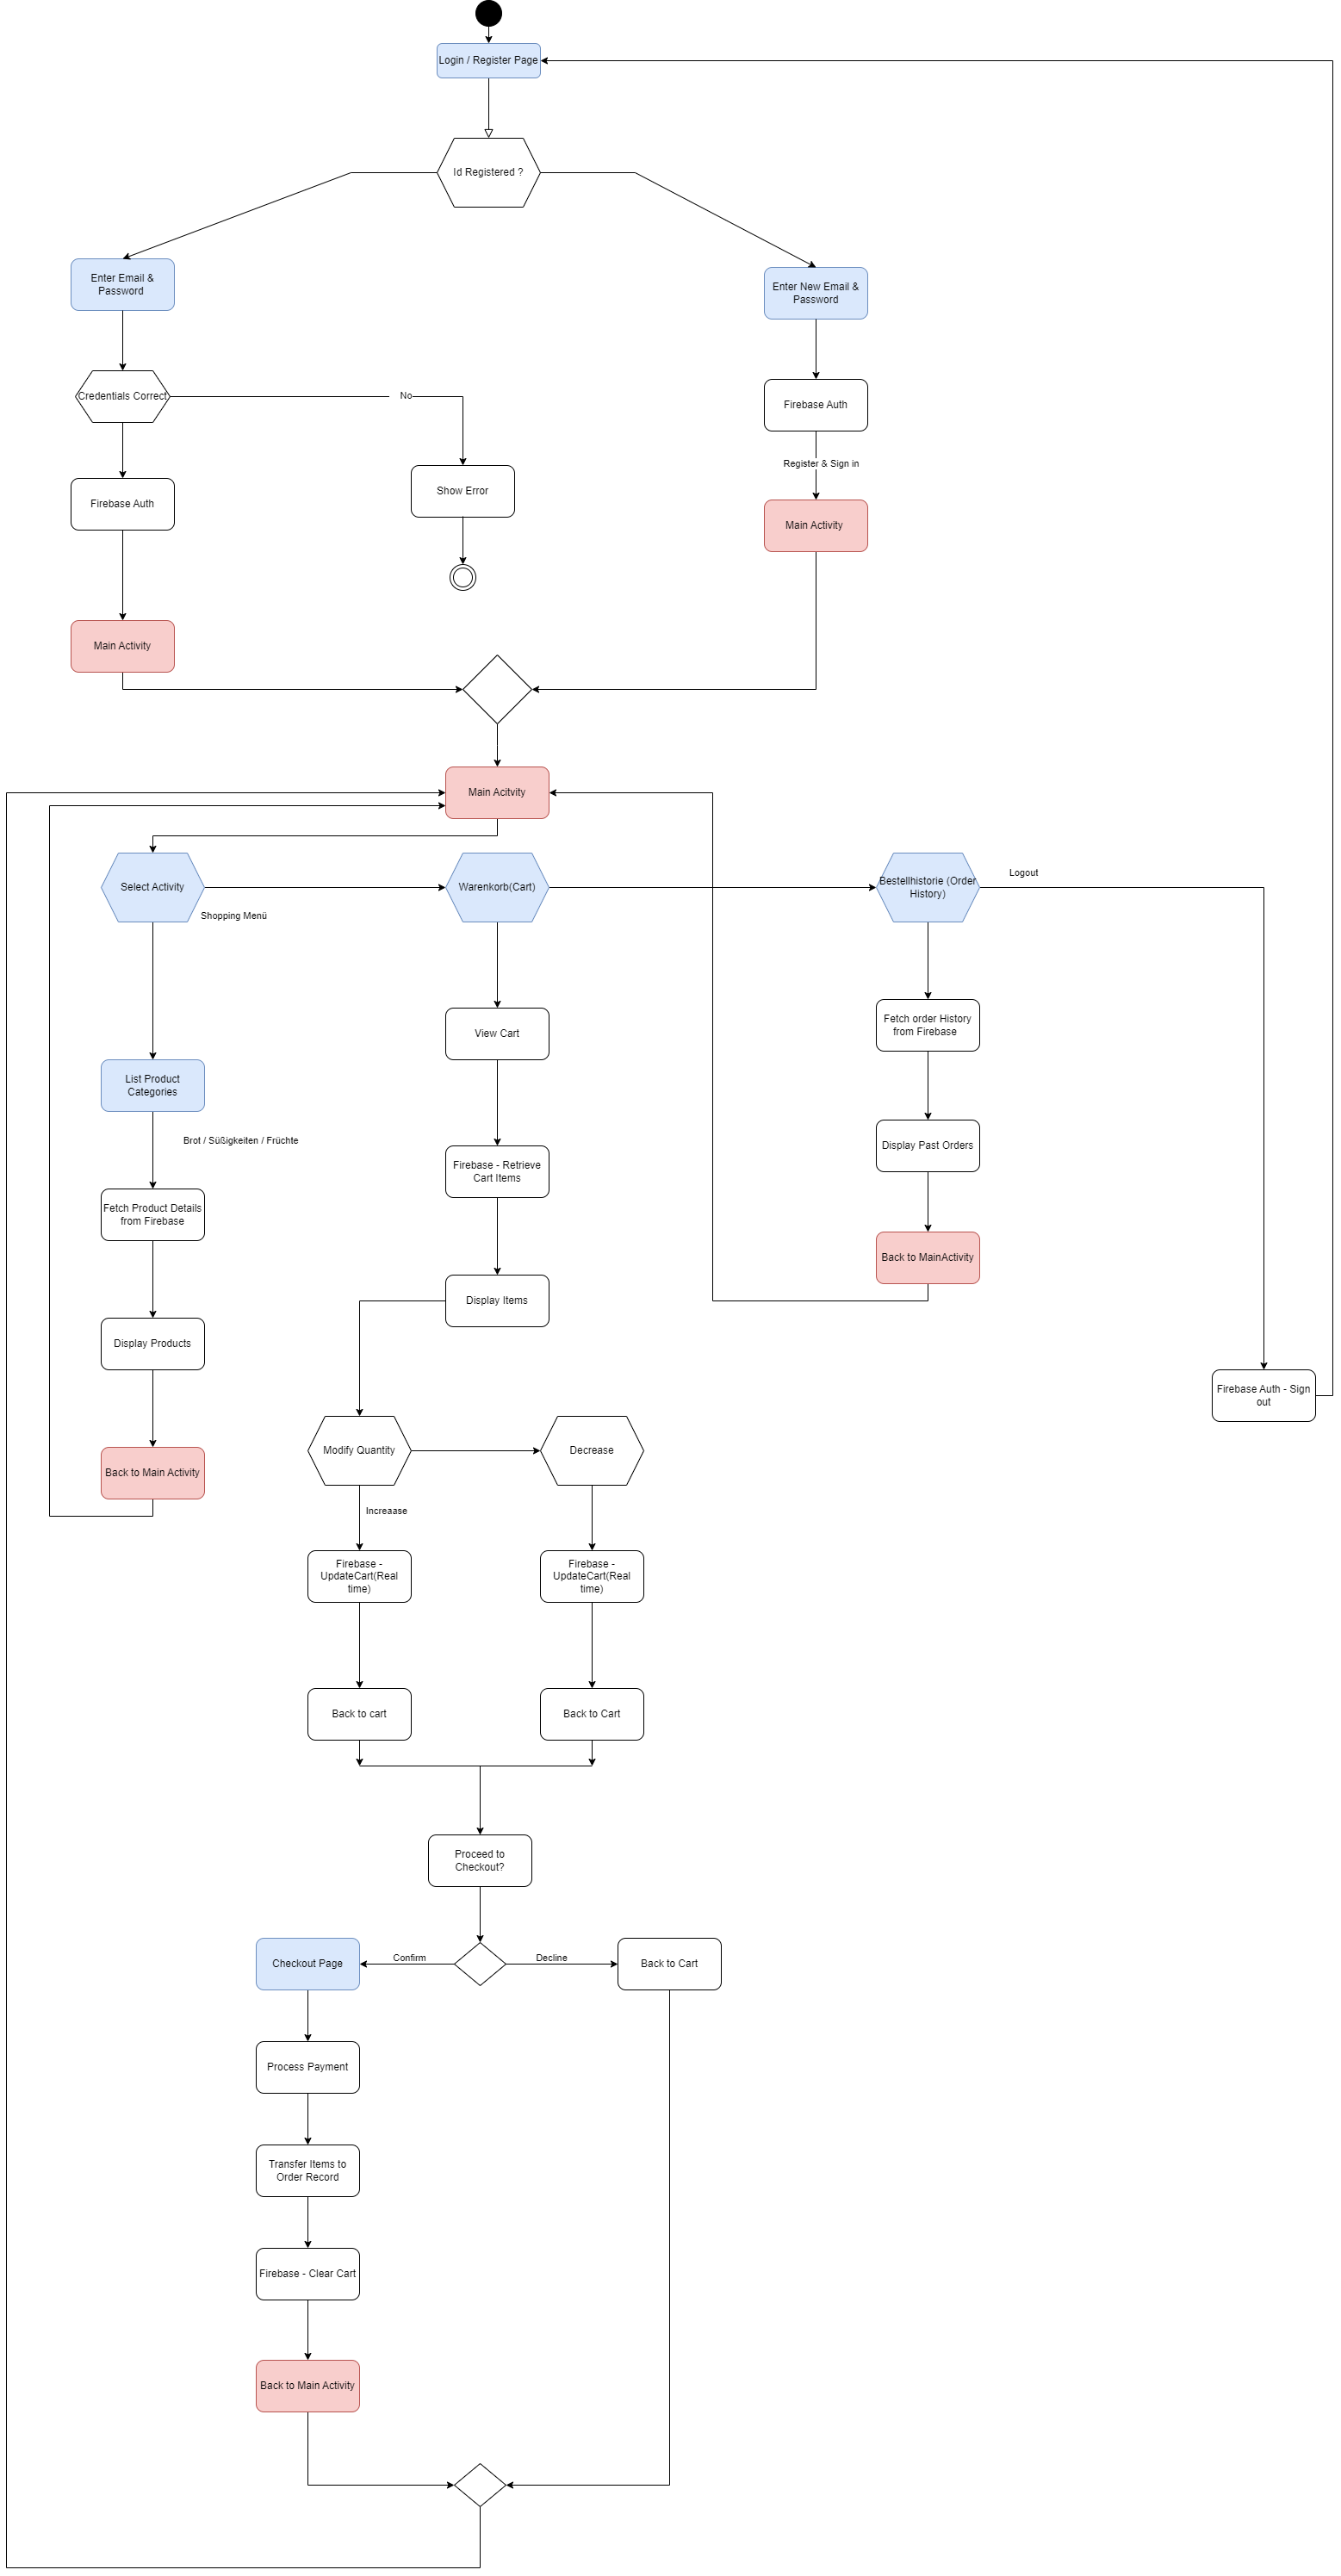 Login / Register Page
Id Registered ?
Enter Email &
Password
Enter New Email &
Password
Credentials Correct
No
Firebase Auth
Register & Sign in
Firebase Auth
Show Error
Main Activity
Main Activity
Main Acitvity
Select Activity
Shopping Menü
Warenkorb(Cart)
Bestellhistorie (Order
History)
Logout
View Cart
Fetch order History
from Firebase
List Product
Categories
Brot / Süßigkeiten / Früchte
Firebase - Retrieve
Cart Items
Display Past Orders
Fetch Product Details
from Firebase
Back to MainActivity
Display Items
Display Products
Firebase Auth - Sign
out
Back to Main Activity
Modify Quantity
Decrease
Increaase
Firebase -
UpdateCart(Real
time)
Firebase -
UpdateCart(Real
time)
Back to cart
Back to Cart
Proceed to
Checkout?
Checkout Page
Confirm
Decline
Back to Cart
Process Payment
Transfer Items to
Order Record
Firebase - Clear Cart
Back to Main Activity